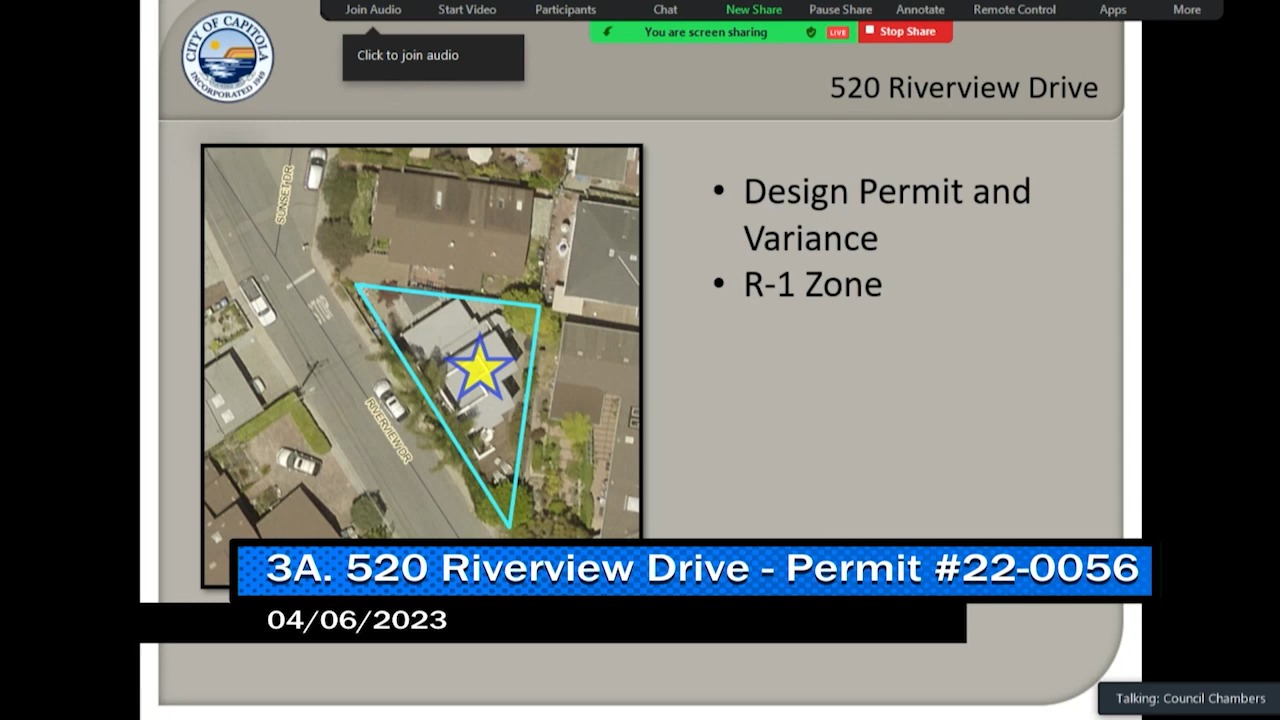 Join Audio
Start Video
Participants
Chat
New Share
Pause Share
Annotate
Remote Control
Apps
More
You are screen sharing
LIVE
Stop Share
Click to join audio
CITY OF CAPITOLA
INCORPORATED 1949
520 Riverview Drive
SUNSET DR
STOP
RIVERVIEW DR
• Design Permit and
Variance
• R-1 Zone
3A. 520 Riverview Drive - Permit #22-0056
04/06/2023
Talking: Council Chambers